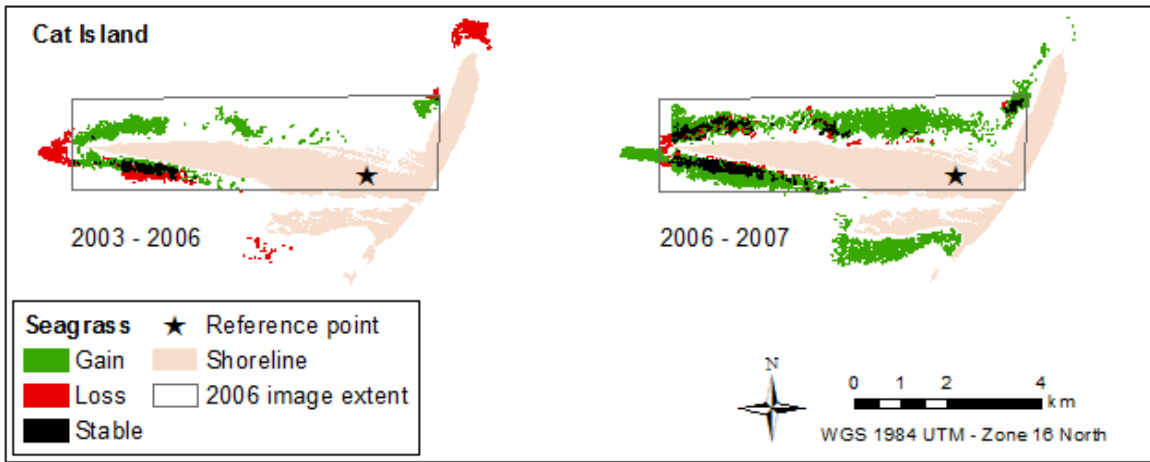 Cat Island
2003 - 2006
2006 - 2007
Seagrass
Reference point
Gain
Shoreline
Loss
2006 image extent
Stable
N
0 1 2 4
km
WGS 1984 UTM - Zone 16 North